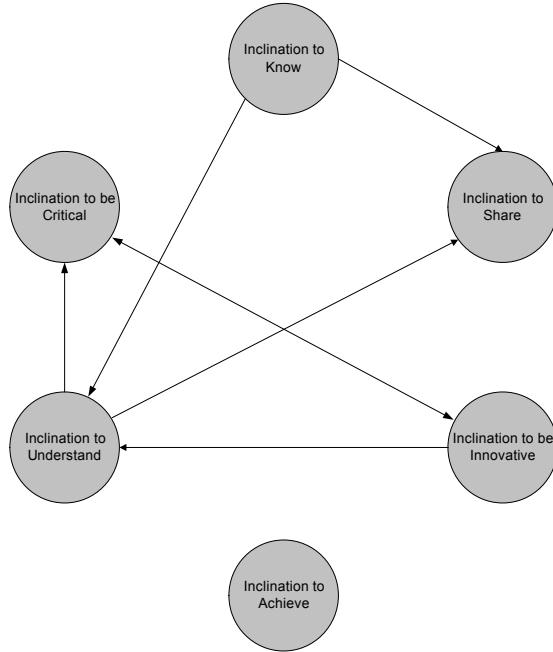 Inclination to
Know
Inclination to be
Critical
Inclination to
Share
Inclination to
Understand
Inclination to be
Innovative
Inclination to
Achieve